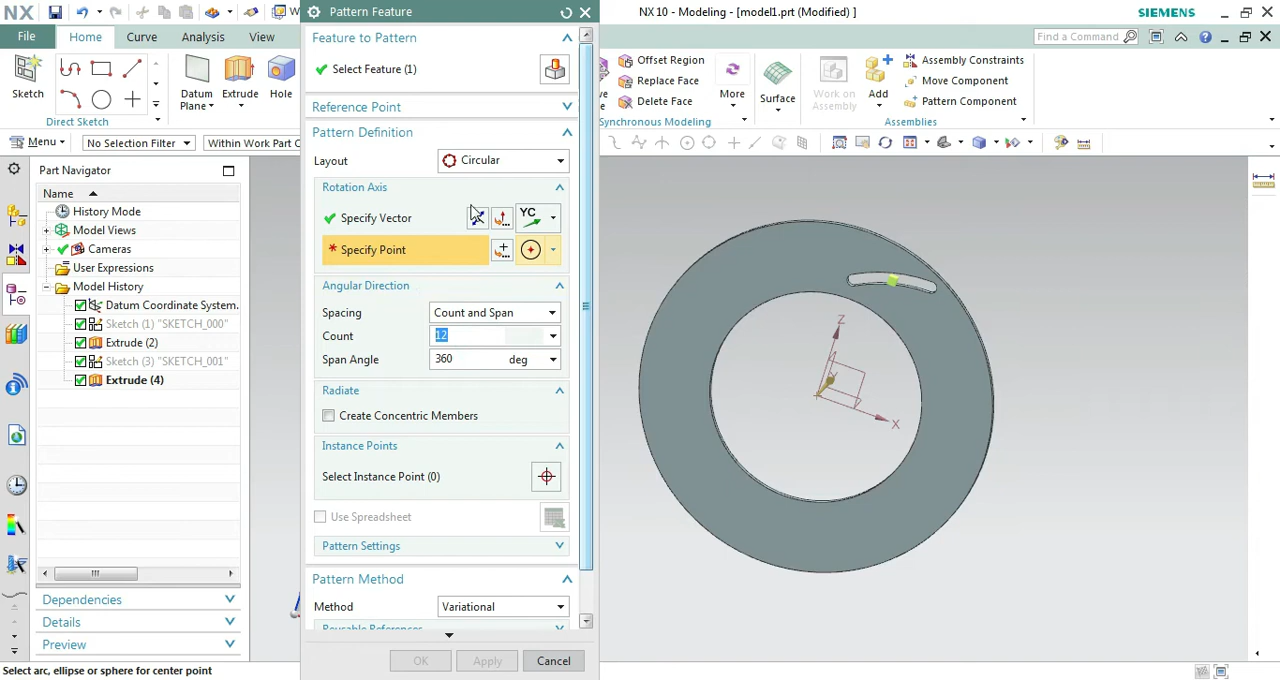 NX
W
Pattern Feature
NX 10 - Modeling - [model1.prt (Modified) ]
SIEMENS
File
Home
Curve
Analysis
View
Find a Command
Sketch
Direct Sketch
Datum
Plane
Extrude
Hole
Feature to Pattern
Select Feature (1)
Reference Point
Pattern Definition
Layout
Circular
Rotation Axis
Specify Vector
YC
* Specify Point
Angular Direction
Spacing
Count and Span
Count
12
Span Angle
360
deg
Radiate
Create Concentric Members
Instance Points
Select Instance Point (0)
Use Spreadsheet
Pattern Settings
Pattern Method
Method
Variational
Reusable References
OK
Apply
Cancel
ve
ce
Offset Region
Replace Face
Delete Face
More
Synchronous Modeling
Surface
Work on
Assembly
Add
Assembly Constraints
Move Component
Pattern Component
Assemblies
Menu
No Selection Filter
Within Work Part C
Part Navigator
Name
History Mode
Model Views
Cameras
User Expressions
Model History
Datum Coordinate System.
Sketch (1) "SKETCH_000"
Extrude (2)
Sketch (3) "SKETCH_001"
Extrude (4)
Dependencies
Details
Preview
Z
X
Select arc, ellipse or sphere for center point